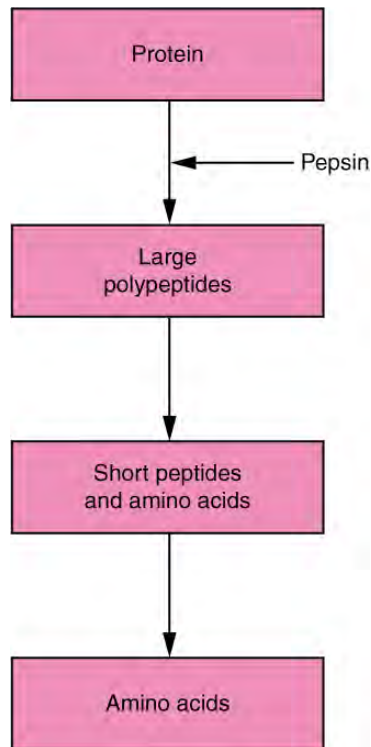 Protein
Pepsin
Large
polypeptides
Short peptides
and amino acids
Amino acids